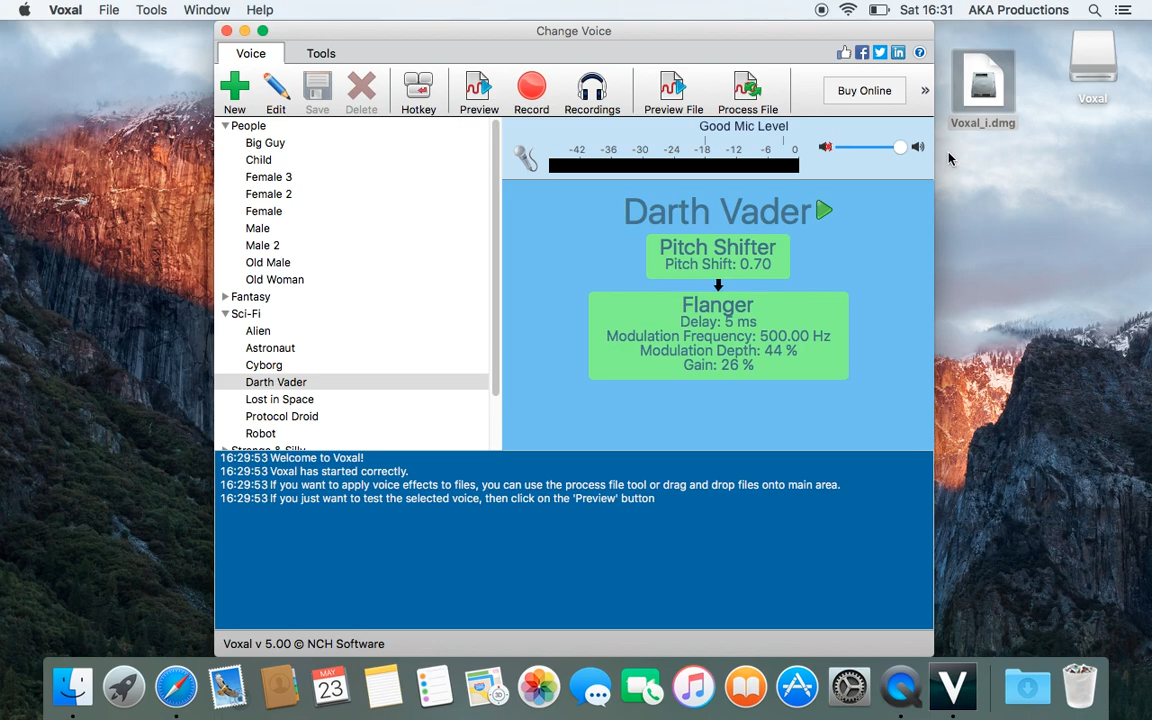 Voxal File Tools Window Help Sat 16:31 AKA Productions
Change Voice
Voice Tools
New Edit Save Delete Hotkey Preview Record Recordings Preview File Process File Buy Online »
People
Big Guy
Child
Female 3
Female 2
Female
Male
Male 2
Old Male
Old Woman
Fantasy
Sci-Fi
Alien
Astronaut
Cyborg
Darth Vader
Lost in Space
Protocol Droid
Robot
Strange & Silly
Good Mic Level
-42 -36 -30 -24 -18 -12 -6 0
Darth Vader
Pitch Shifter
Pitch Shift: 0.70
Flanger
Delay: 5 ms
Modulation Frequency: 500.00 Hz
Modulation Depth: 44 %
Gain: 26 %
16:29:53 Welcome to Voxal!
16:29:53 Voxal has started correctly.
16:29:53 If you want to apply voice effects to files, you can use the process file tool or drag and drop files onto main area.
16:29:53 If you just want to test the selected voice, then click on the 'Preview' button
Voxal v 5.00 © NCH Software
Voxal_i.dmg
Voxal
MAY
23